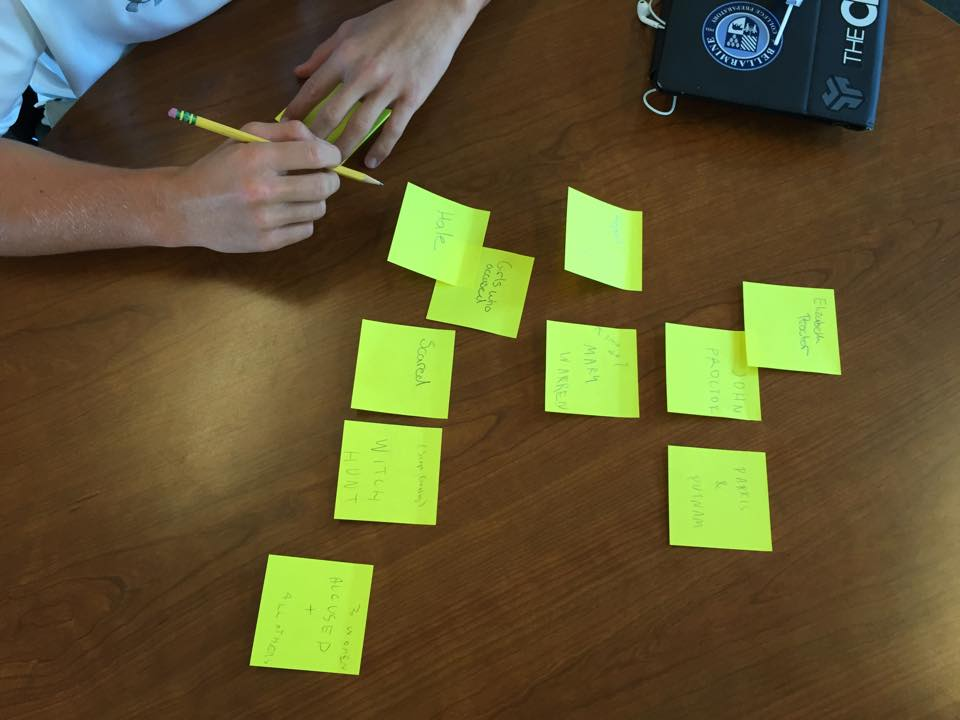 Hale
Girls who
accused
Elizabeth
Proctor
Scared
MARY
WARREN
JOHN
PROCTOR
WITCH
HUNT
PARRIS
&
PUTNAM
3 WOMEN
ACCUSED
+
ALL OTHERS
BELLARMINE
COLLEGE PREPARATORY
THE